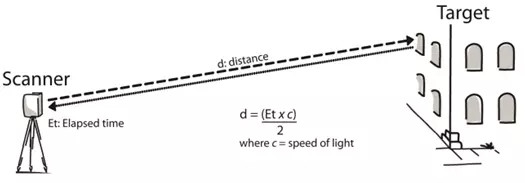 Target
d: distance
Scanner
Et: Elapsed time
d = (Et x c)
2
where c = speed of light